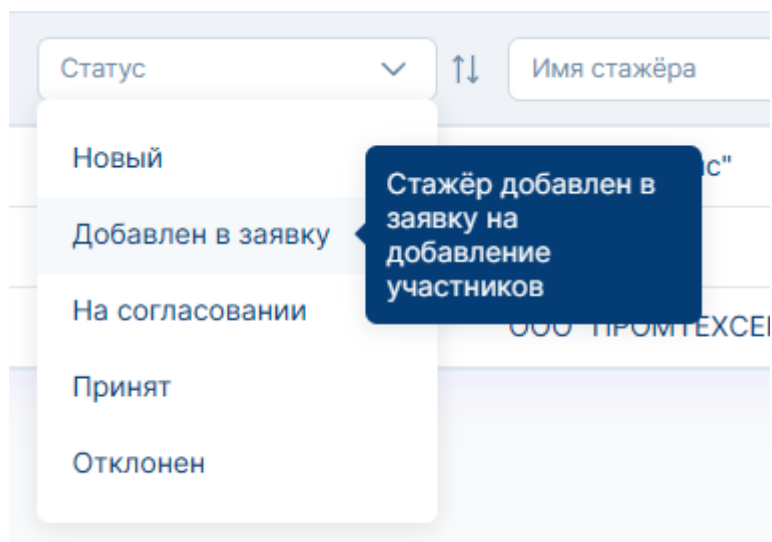 Статус
Имя стажёра
Новый
с"
Стажёр добавлен в
заявку на
добавление
участников
Добавлен в заявку
На согласовании
ООО "ПРОМТЕХСЕ
Принят
Отклонен